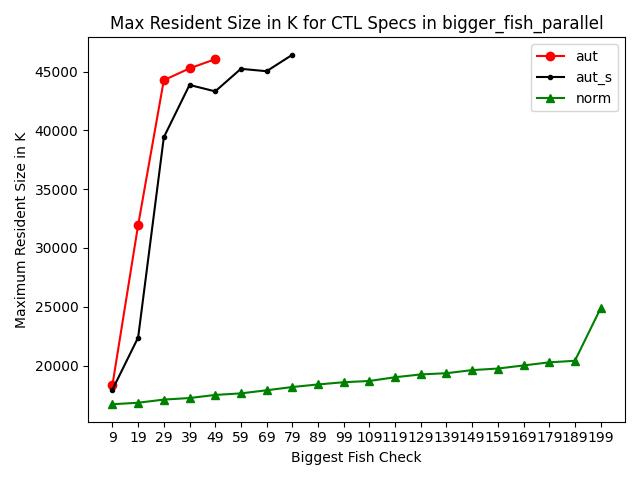 Max Resident Size in K for CTL Specs in bigger_fish_parallel
aut
aut_s
norm
Maximum Resident Size in K
45000
40000
35000
30000
25000
20000
9 19 29 39 49 59 69 79 89 99 109 119 129 139 149 159 169 179 189 199
Biggest Fish Check